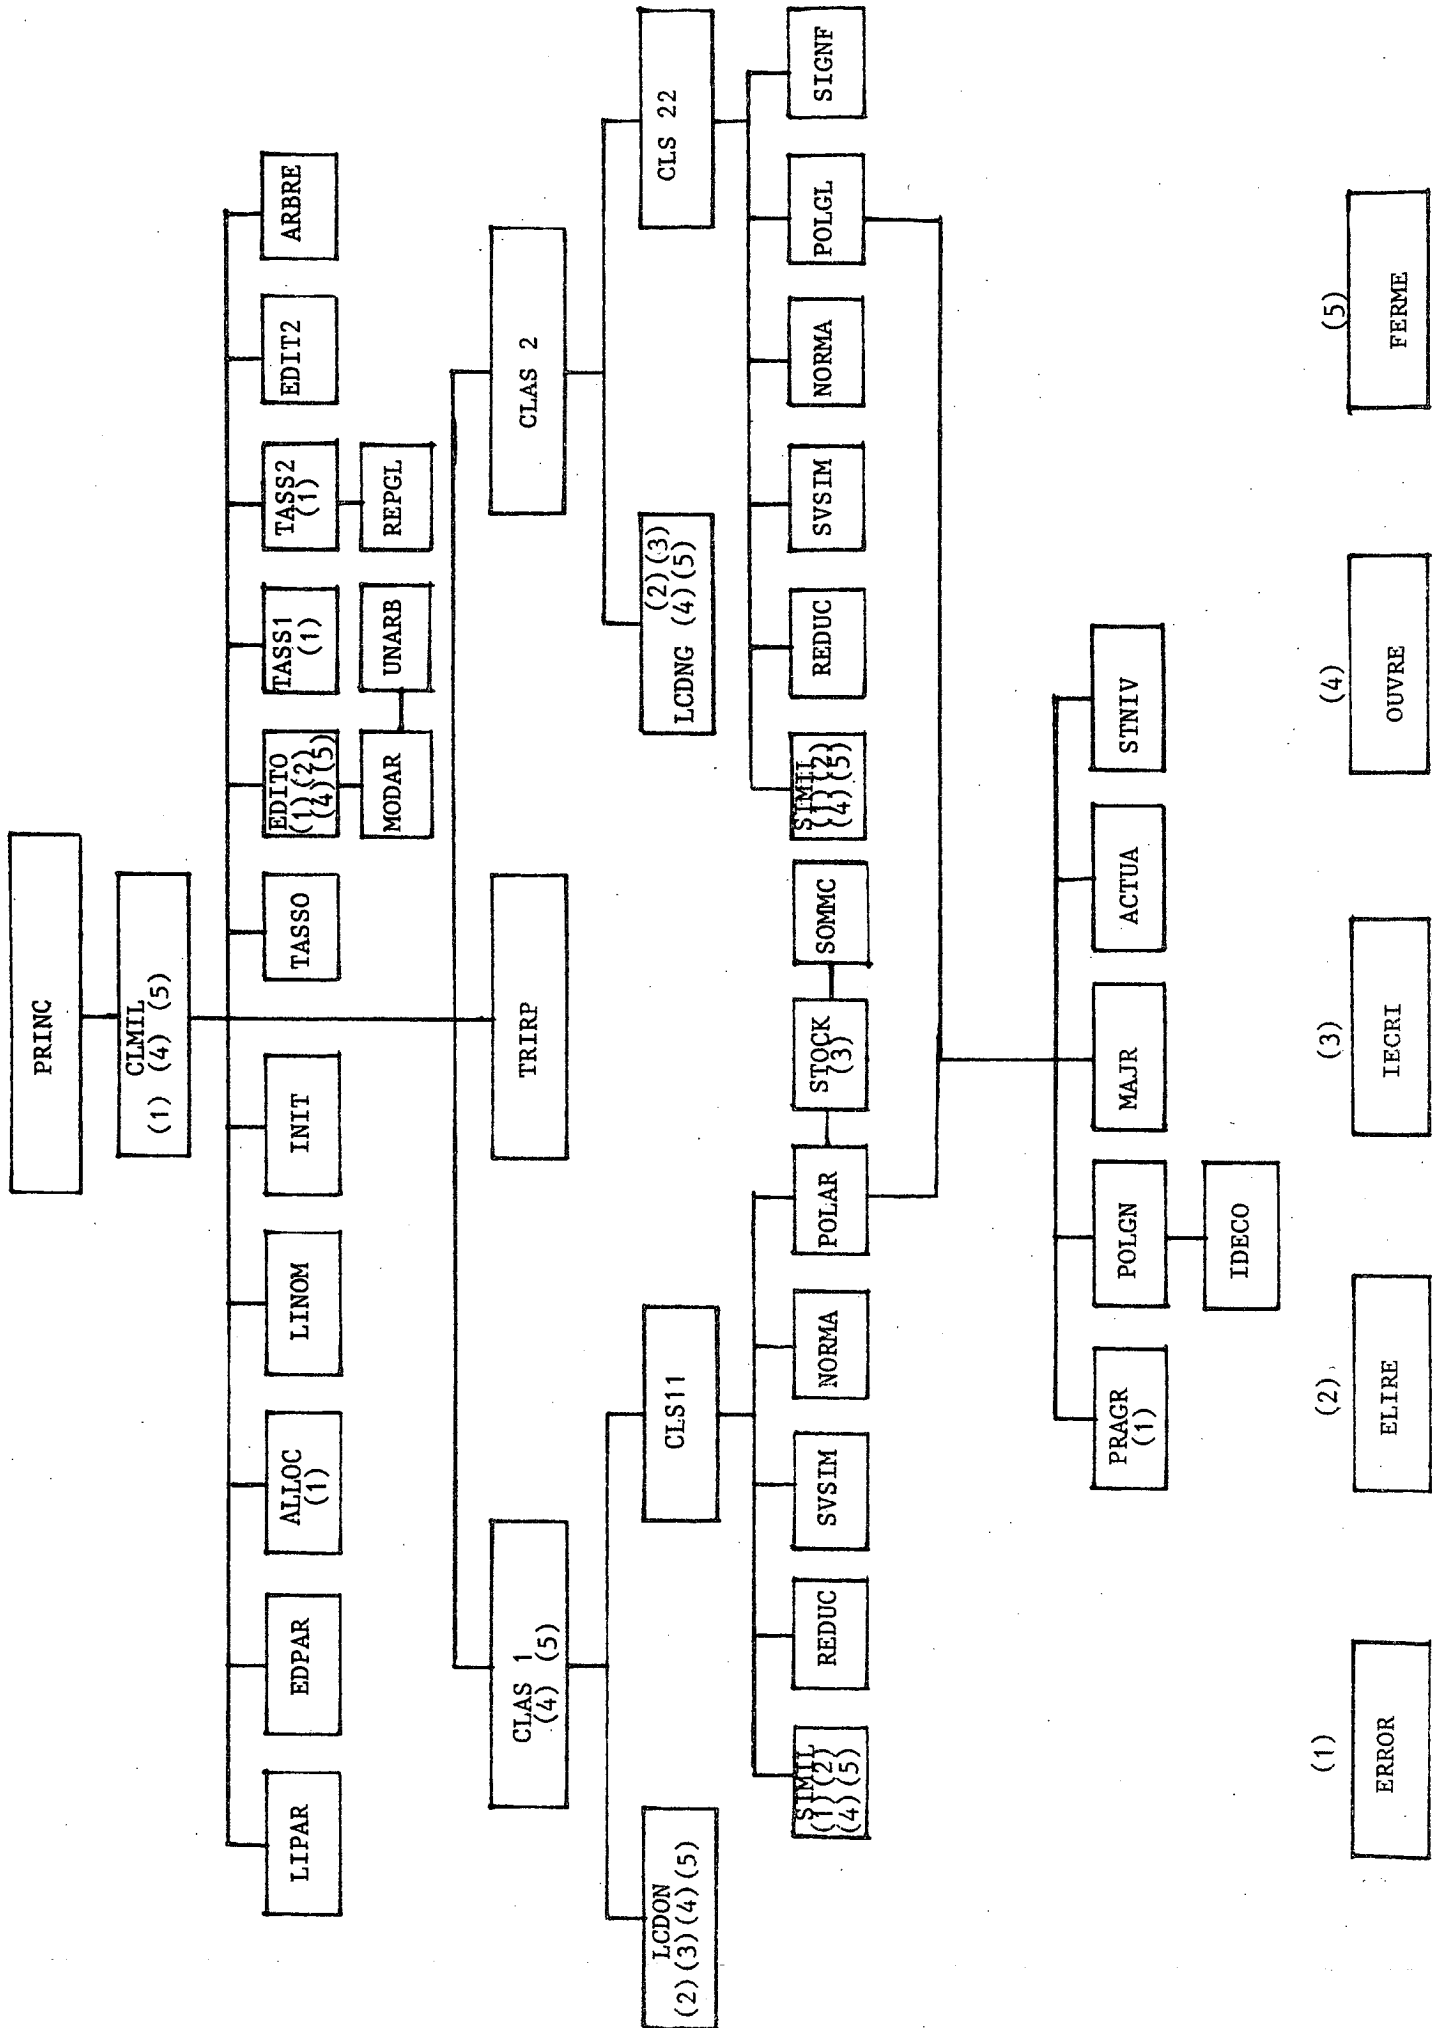 PRINC
CLMIL
(1) (4) (5)
LIPAR
EDPAR
ALLOC
(1)
LINOM
INIT
TASSO
EDITO
(1)(2)
(4)(5)
TASS1
(1)
TASS2
(1)
EDIT2
ARBRE
MODAR
UNARB
REPGL
CLAS 1
(4) (5)
TRIRP
CLAS 2
LCDON
(2)(3)(4)(5)
CLS11
LCDNG
(2)(3)
(4)(5)
CLS 22
SIMIL
(1)(2)
(4)(5)
REDUC
SVSIM
NORMA
POLAR
STOCK
(3)
SOMMC
SIMIL
(1)(2)
(4)(5)
REDUC
SVSIM
NORMA
POLGL
SIGNF
PRAGR
(1)
POLGN
MAJR
ACTUA
STNIV
IDECO
(1)
ERROR
(2)
ELIRE
(3)
IECRI
(4)
OUVRE
(5)
FERME